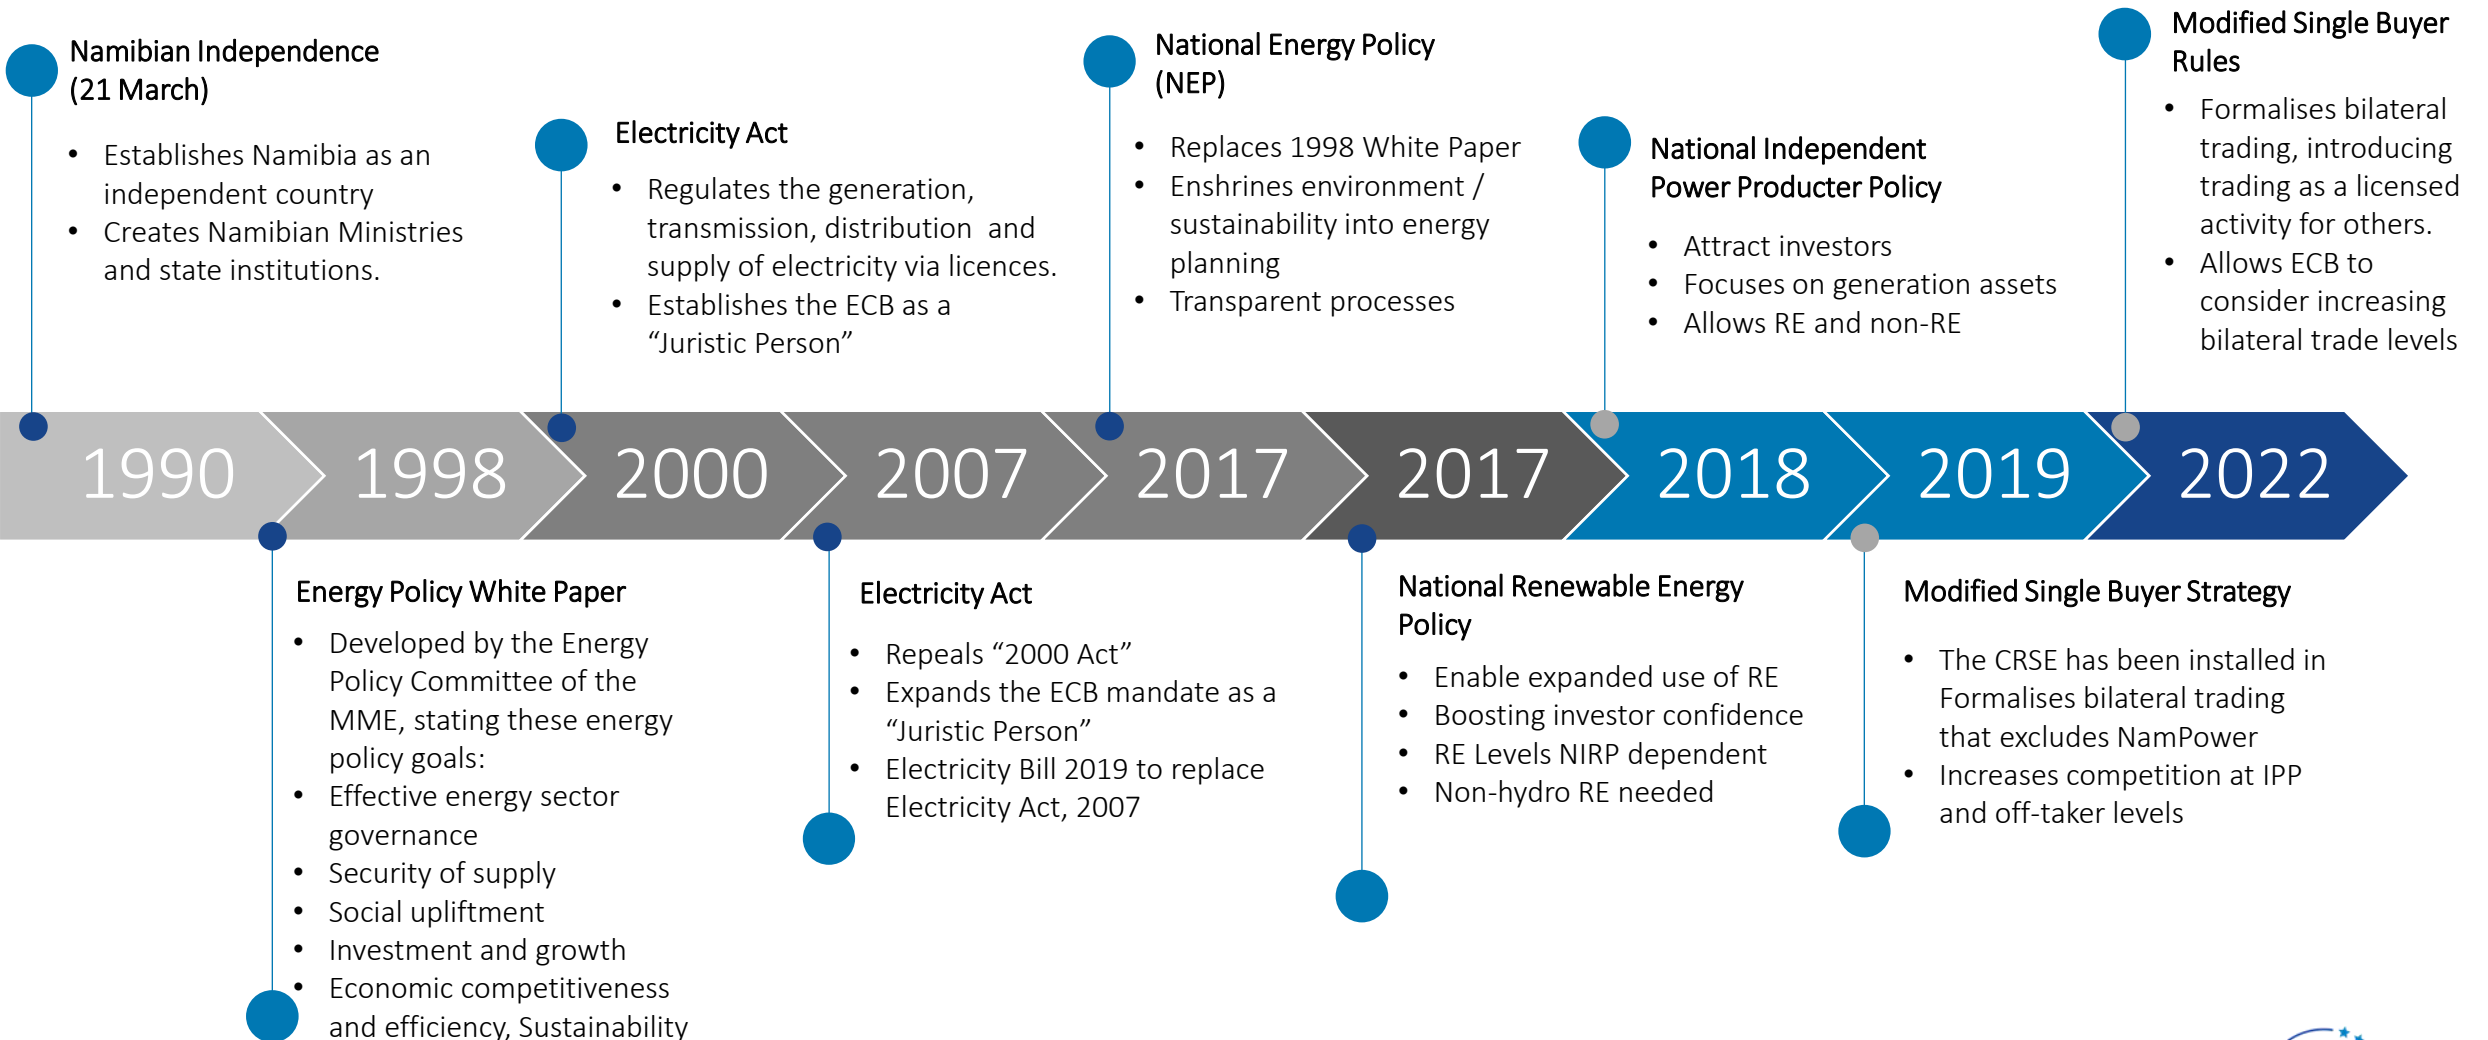 Namibian Independence
(21 March)
• Establishes Namibia as an
independent country
• Creates Namibian Ministries
and state institutions.
Electricity Act
• Regulates the generation,
transmission, distribution and
supply of electricity via licences.
• Establishes the ECB as a
“Juristic Person”
National Energy Policy
(NEP)
• Replaces 1998 White Paper
• Enshrines environment /
sustainability into energy
planning
• Transparent processes
National Independent
Power Producter Policy
• Attract investors
• Focuses on generation assets
• Allows RE and non-RE
Modified Single Buyer
Rules
• Formalises bilateral
trading, introducing
trading as a licensed
activity for others.
• Allows ECB to
consider increasing
bilateral trade levels
1990 1998 2000 2007 2017 2017 2018 2019 2022
Energy Policy White Paper
• Developed by the Energy
Policy Committee of the
MME, stating these energy
policy goals:
• Effective energy sector
governance
• Security of supply
• Social upliftment
• Investment and growth
• Economic competitiveness
and efficiency, Sustainability
Electricity Act
• Repeals “2000 Act”
• Expands the ECB mandate as a
“Juristic Person”
• Electricity Bill 2019 to replace
Electricity Act, 2007
National Renewable Energy
Policy
• Enable expanded use of RE
• Boosting investor confidence
• RE Levels NIRP dependent
• Non-hydro RE needed
Modified Single Buyer Strategy
• The CRSE has been installed in
Formalises bilateral trading
that excludes NamPower
• Increases competition at IPP
and off-taker levels